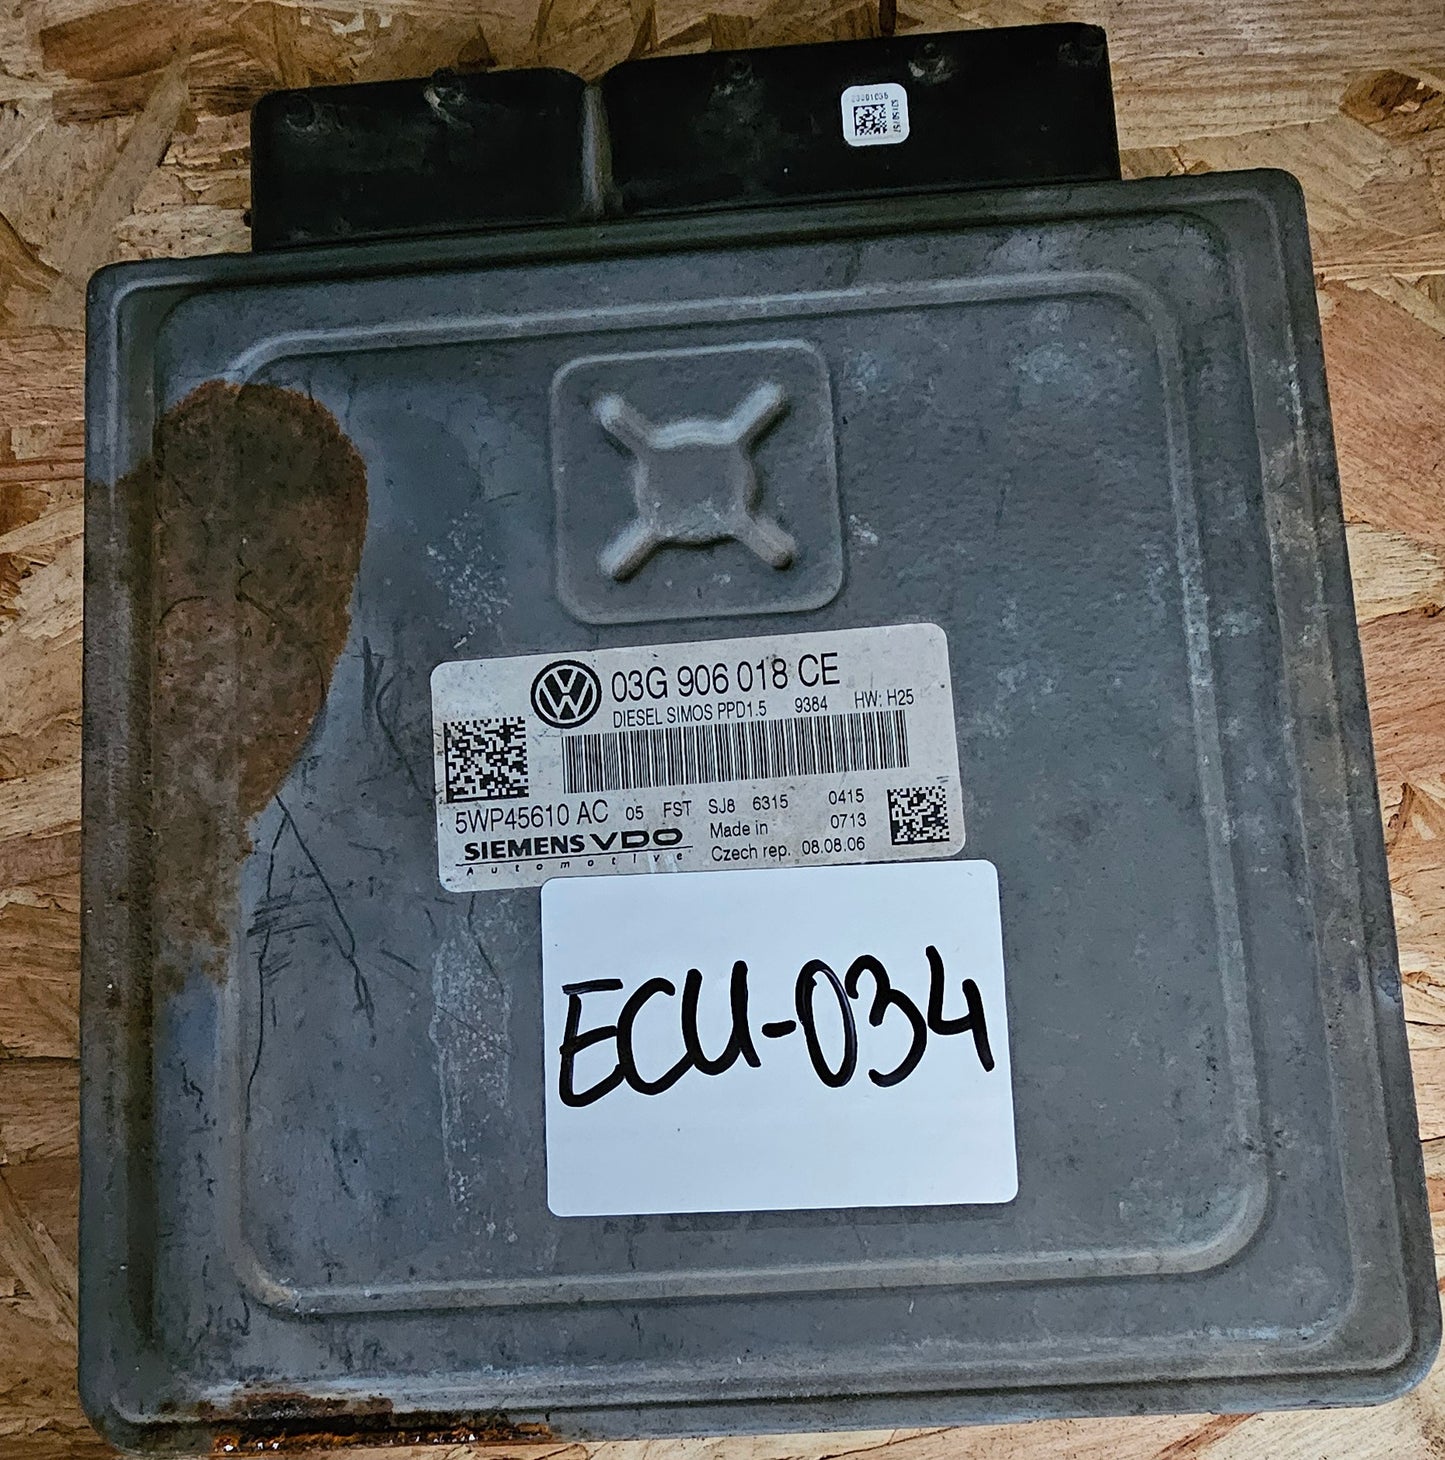 03G 906 018 CE
DIESEL SIMOS PPD1.5 9384 HW: H25
5WP45610 AC 05 FST SJ8 6315 0415
SIEMENS VDO Made in 0713
Automotive Czech rep. 08.08.06
ECU-034